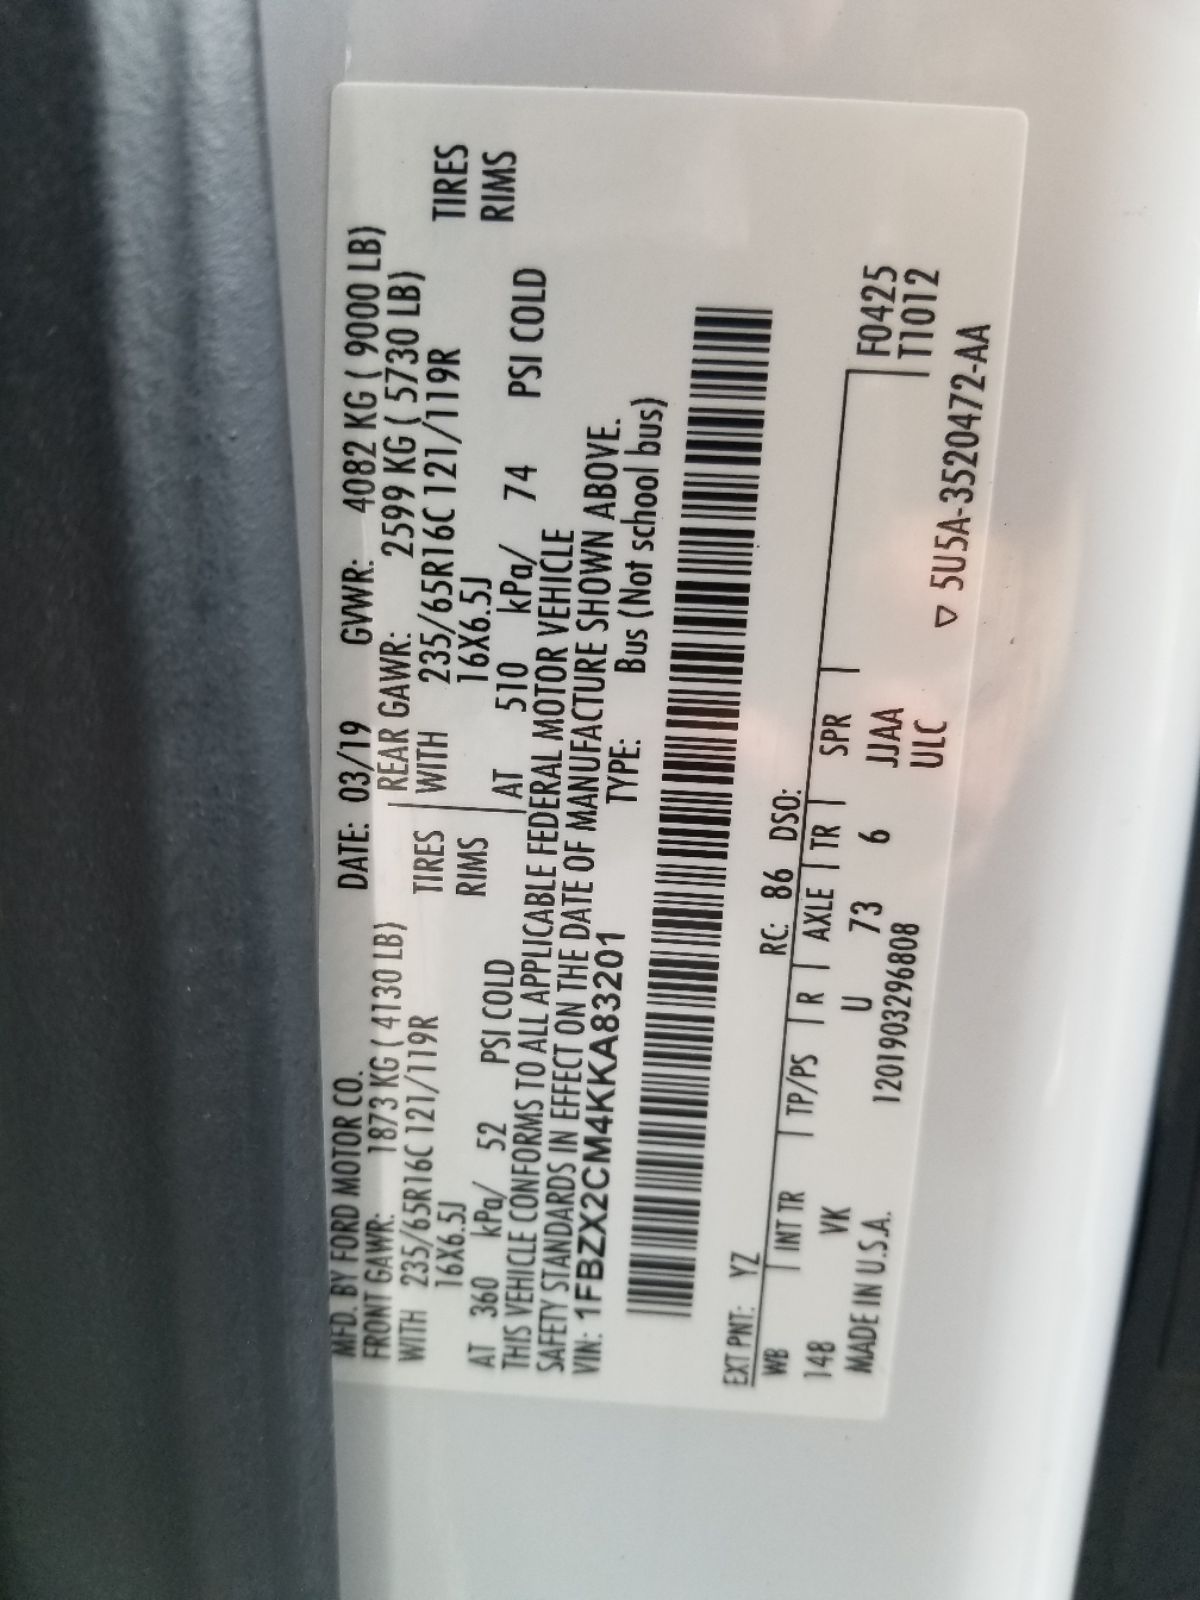 MFD. BY FORD MOTOR CO. DATE: 03/19 GVWR: 4082 KG ( 9000 LB)
FRONT GAWR: 1873 KG ( 4130 LB) REAR GAWR: 2599 KG ( 5730 LB)
WITH 235/65R16C 121/119R TIRES WITH 235/65R16C 121/119R TIRES
16X6.5J RIMS 16X6.5J RIMS
AT 360 kPa/ 52 PSI COLD AT 510 kPa/ 74 PSI COLD
THIS VEHICLE CONFORMS TO ALL APPLICABLE FEDERAL MOTOR VEHICLE
SAFETY STANDARDS IN EFFECT ON THE DATE OF MANUFACTURE SHOWN ABOVE.
VIN: 1FBZX2CM4KKA83201 TYPE: Bus (Not school bus)
EXT PNT: YZ RC: 86 DSO:
WB INT TR TP/PS R AXLE TR SPR F0425
148 VK U 73 6 JJAA T1012
MADE IN U.S.A. 1201903296808 ULC
▽ 5U5A-3520472-AA